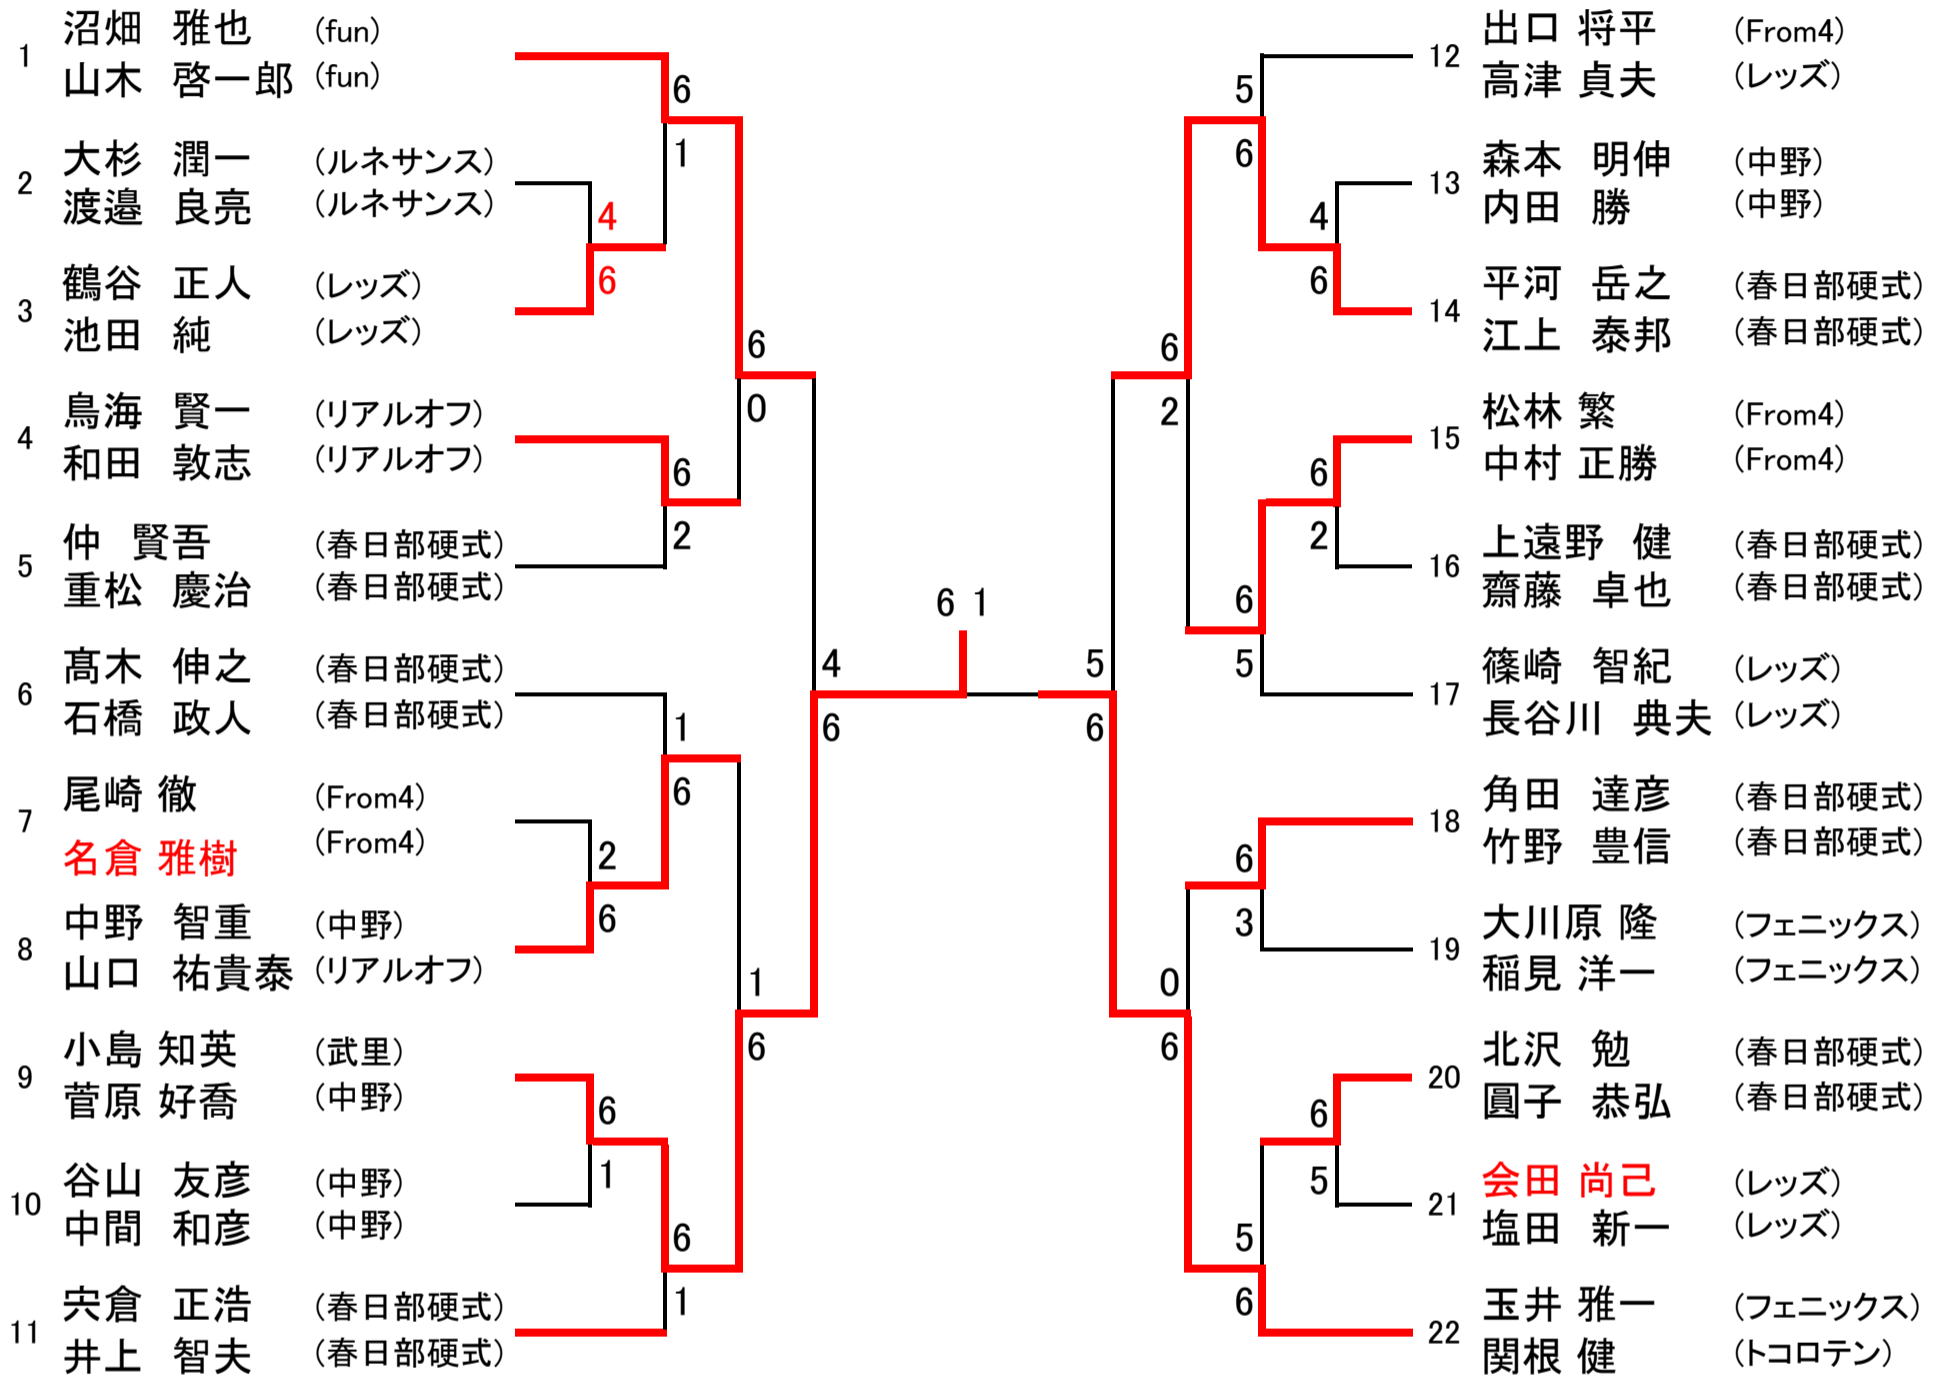 1 沼畑 雅也 (fun)
山木 啓一郎 (fun)
2 大杉 潤一 (ルネサンス)
渡邉 良亮 (ルネサンス)
3 鶴谷 正人 (レッズ)
池田 純 (レッズ)
4 鳥海 賢一 (リアルオフ)
和田 敦志 (リアルオフ)
5 仲 賢吾 (春日部硬式)
重松 慶治 (春日部硬式)
6 髙木 伸之 (春日部硬式)
石橋 政人 (春日部硬式)
7 尾崎 徹 (From4)
名倉 雅樹 (From4)
8 中野 智重 (中野)
山口 祐貴泰 (リアルオフ)
9 小島 知英 (武里)
菅原 好喬 (中野)
10 谷山 友彦 (中野)
中間 和彦 (中野)
11 宍倉 正浩 (春日部硬式)
井上 智夫 (春日部硬式)
4
6
2
6
6
1
6
1
6
2
1
6
6
1
6
0
1
6
4
6
6 1
5
6
6
2
0
6
5
6
6
5
6
3
5
6
4
6
6
2
6
5
12 出口 将平 (From4)
高津 貞夫 (レッズ)
13 森本 明伸 (中野)
内田 勝 (中野)
14 平河 岳之 (春日部硬式)
江上 泰邦 (春日部硬式)
15 松林 繁 (From4)
中村 正勝 (From4)
16 上遠野 健 (春日部硬式)
齋藤 卓也 (春日部硬式)
17 篠崎 智紀 (レッズ)
長谷川 典夫 (レッズ)
18 角田 達彦 (春日部硬式)
竹野 豊信 (春日部硬式)
19 大川原 隆 (フェニックス)
稲見 洋一 (フェニックス)
20 北沢 勉 (春日部硬式)
圓子 恭弘 (春日部硬式)
21 会田 尚己 (レッズ)
塩田 新一 (レッズ)
22 玉井 雅一 (フェニックス)
関根 健 (トコロテン)